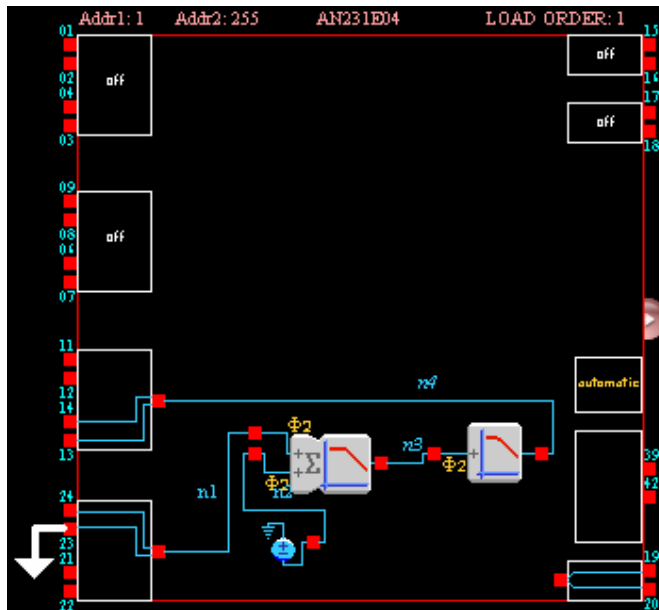 Addr1: 1 Addr2: 255 AN231E04 LOAD ORDER: 1
01
15
off
off
02
04
16
17
off
03
18
09
off
08
06
07
11
12
14
n4
automatic
13
Φ2
n3
39
+
Σ
+
+
Φ2
42
24
n1
Φ2
n2
23
21
±
19
22
20